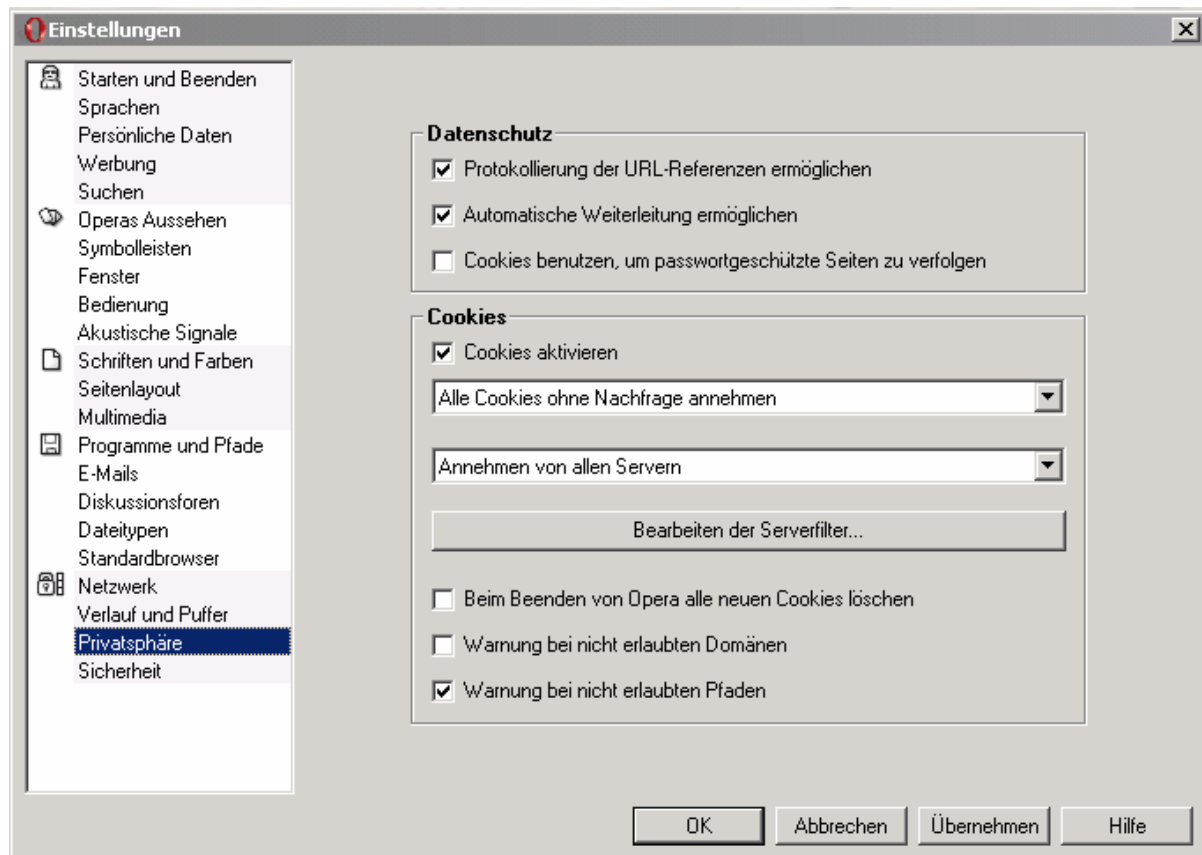 Einstellungen
Starten und Beenden
Sprachen
Persönliche Daten
Werbung
Suchen
Operas Aussehen
Symbolleisten
Fenster
Bedienung
Akustische Signale
Schriften und Farben
Seitenlayout
Multimedia
Programme und Pfade
E-Mails
Diskussionsforen
Dateitypen
Standardbrowser
Netzwerk
Verlauf und Puffer
Privatsphäre
Sicherheit
Datenschutz
Protokollierung der URL-Referenzen ermöglichen
Automatische Weiterleitung ermöglichen
Cookies benutzen, um passwortgeschützte Seiten zu verfolgen
Cookies
Cookies aktivieren
Alle Cookies ohne Nachfrage annehmen
Annehmen von allen Servern
Bearbeiten der Serverfilter...
Beim Beenden von Opera alle neuen Cookies löschen
Warnung bei nicht erlaubten Domänen
Warnung bei nicht erlaubten Pfaden
OK
Abbrechen
Übernehmen
Hilfe